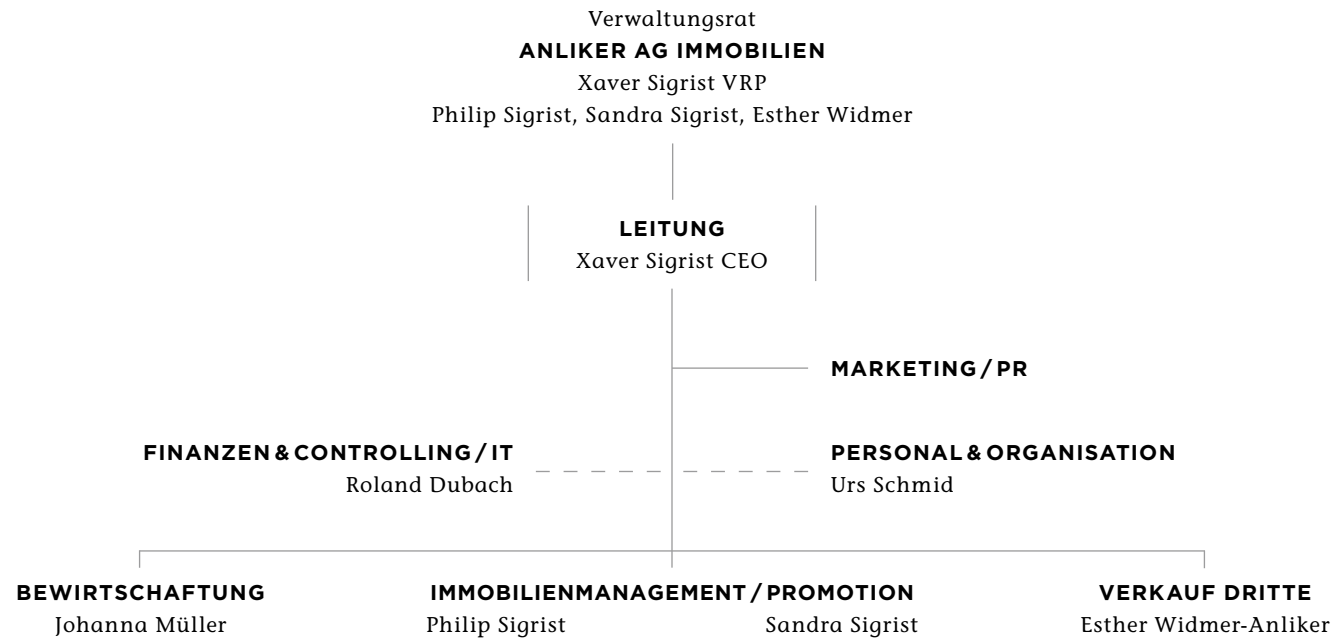 Verwaltungsrat
ANLIKER AG IMMOBILIEN
Xaver Sigrist VRP
Philip Sigrist, Sandra Sigrist, Esther Widmer
LEITUNG
Xaver Sigrist CEO
MARKETING / PR
FINANZEN & CONTROLLING / IT
Roland Dubach
PERSONAL & ORGANISATION
Urs Schmid
BEWIRTSCHAFTUNG
Johanna Müller
IMMOBILIENMANAGEMENT / PROMOTION
Philip Sigrist Sandra Sigrist
VERKAUF DRITTE
Esther Widmer-Anliker